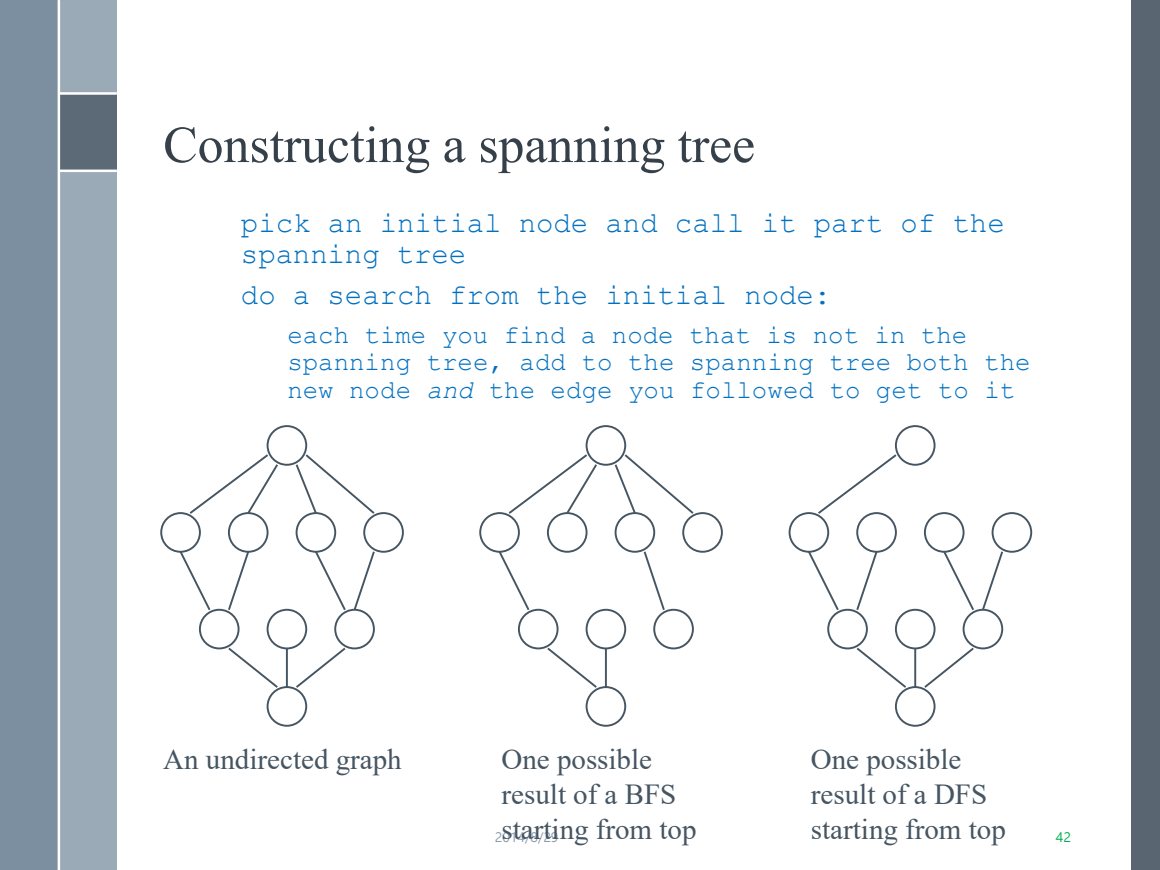 Constructing a spanning tree
pick an initial node and call it part of the
spanning tree
do a search from the initial node:
each time you find a node that is not in the
spanning tree, add to the spanning tree both the
new node and the edge you followed to get to it
An undirected graph
One possible
result of a BFS
starting from top
One possible
result of a DFS
starting from top
42